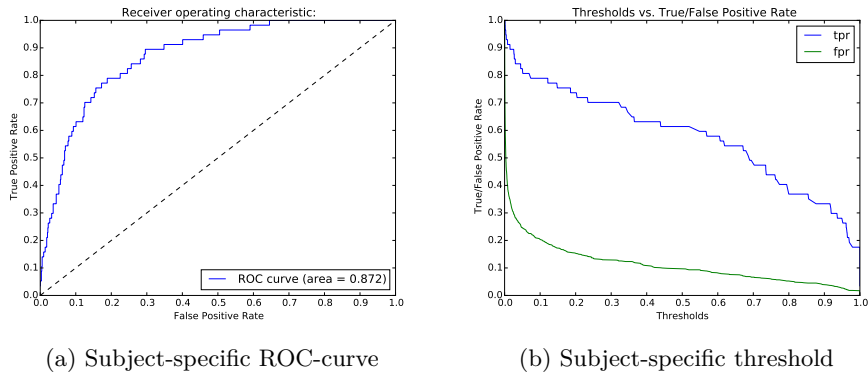 Receiver operating characteristic:
True Positive Rate
1.0
0.9
0.8
0.7
0.6
0.5
0.4
0.3
0.2
0.1
0.0
0.0 0.1 0.2 0.3 0.4 0.5 0.6 0.7 0.8 0.9 1.0
False Positive Rate
ROC curve (area = 0.872)
(a) Subject-specific ROC-curve
Thresholds vs. True/False Positive Rate
True/False Positive Rate
1.0
0.9
0.8
0.7
0.6
0.5
0.4
0.3
0.2
0.1
0.0
0.0 0.1 0.2 0.3 0.4 0.5 0.6 0.7 0.8 0.9 1.0
Thresholds
tpr
fpr
(b) Subject-specific threshold